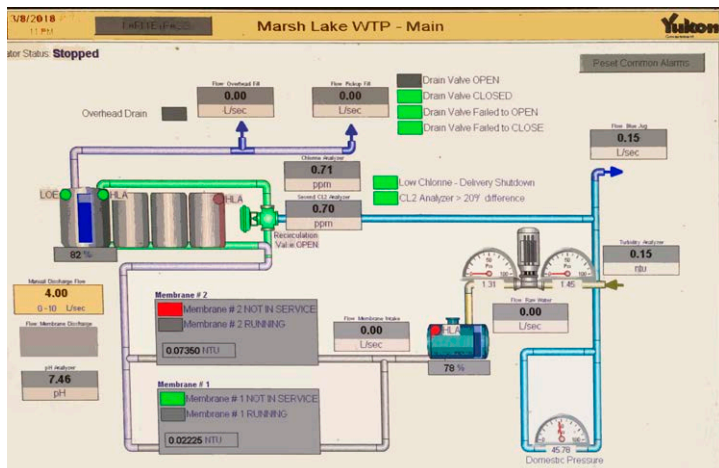 3/8/2018
11 PM
Marsh Lake WTP - Main
Yukon
Government
ator Status: Stopped
Reset Common Alarms
Flow Overhead Fill
0.00
L/sec
Flow Pickup Fill
0.00
L/sec
Drain Valve OPEN
Drain Valve CLOSED
Drain Valve Failed to OPEN
Drain Valve Failed to CLOSE
Overhead Drain
0.15
L/sec
Chlorine Analyzer
0.71
ppm
Second CL2 Analyzer
0.70
ppm
Low Chlorine - Delivery Shutdown
CL2 Analyzer > 20% difference
LOE
HLA
HLA
Recirculation
Valve OPEN
82 %
Turbidity Analyzer
0.15
ntu
Manual Discharge Flow
4.00
0-10 L/sec
Flow Membrane Discharge
pH Analyzer
7.46
pH
Membrane # 2
Membrane # 2 NOT IN SERVICE
Membrane # 2 RUNNING
0.07350 NTU
Flow Membrane Intake
0.00
L/sec
1.31
1.45
Flow Raw Water
0.00
L/sec
HLA
78 %
Membrane # 1
Membrane # 1 NOT IN SERVICE
Membrane # 1 RUNNING
0.02225 NTU
45.78
Domestic Pressure